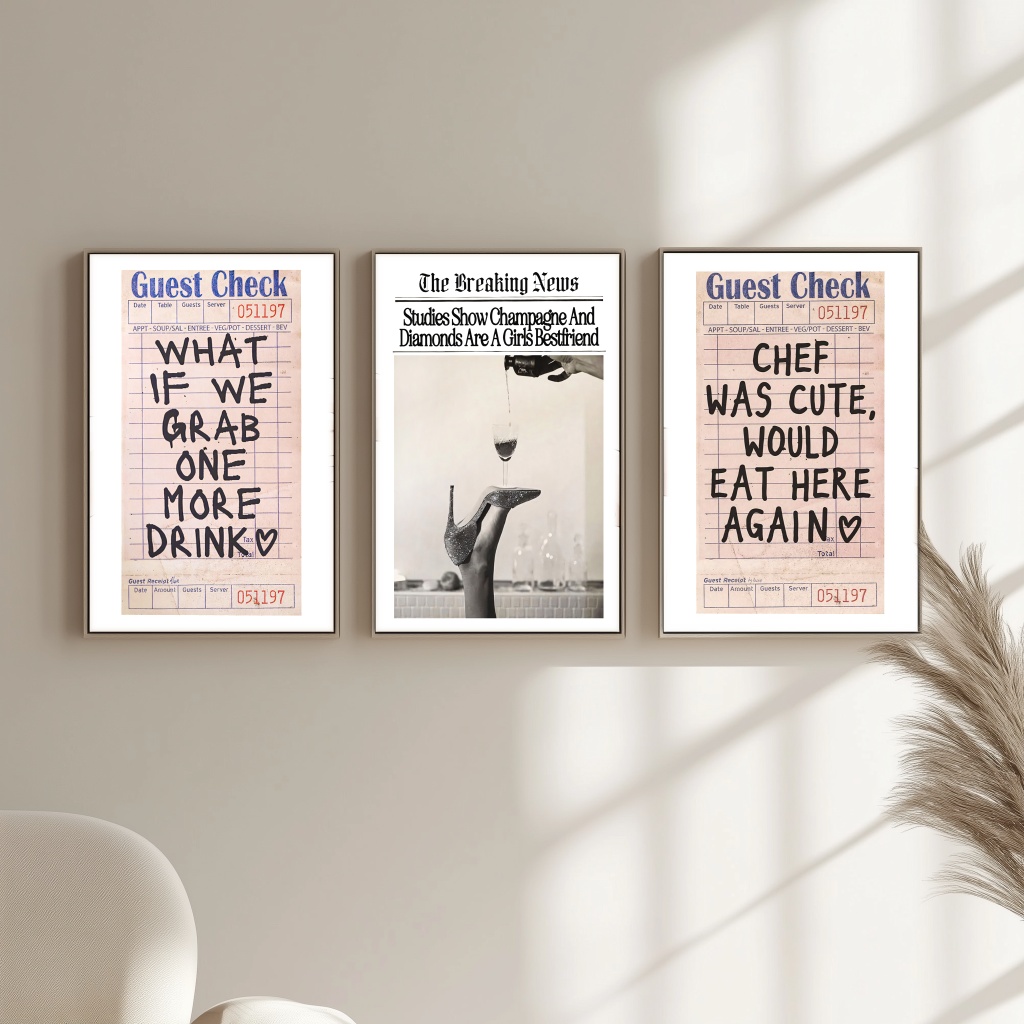 Guest Check
Date Table Guests Server 051197
APPT - SOUP/SAL - ENTREE - VEG/POT - DESSERT - BEV
WHAT
IF WE
GRAB
ONE
MORE
DRINK♡
Tax
Total
Guest Receipt
Date Amount Guests Server 051197
The Breaking News
Studies Show Champagne And
Diamonds Are A Girls Bestfriend
Guest Check
Date Table Guests Server 051197
APPT - SOUP/SAL - ENTREE - VEG/POT - DESSERT - BEV
CHEF
WAS CUTE,
WOULD
EAT HERE
AGAIN♡
Total
Guest Receipt
Date Amount Guests Server 051197